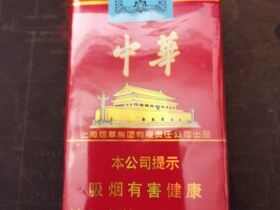 中華
上海烟草集团有限责任公司出品
本公司提示
吸烟有害健康